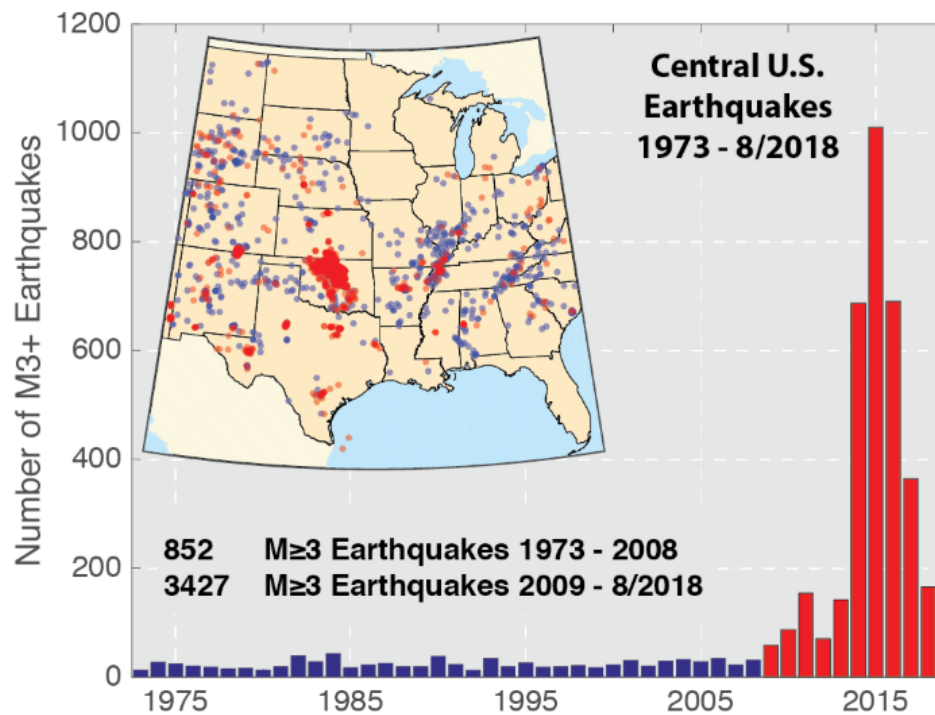 Number of M3+ Earthquakes
1200
1000
800
600
400
200
0
Central U.S.
Earthquakes
1973 - 8/2018
852 M≥3 Earthquakes 1973 - 2008
3427 M≥3 Earthquakes 2009 - 8/2018
1975 1985 1995 2005 2015